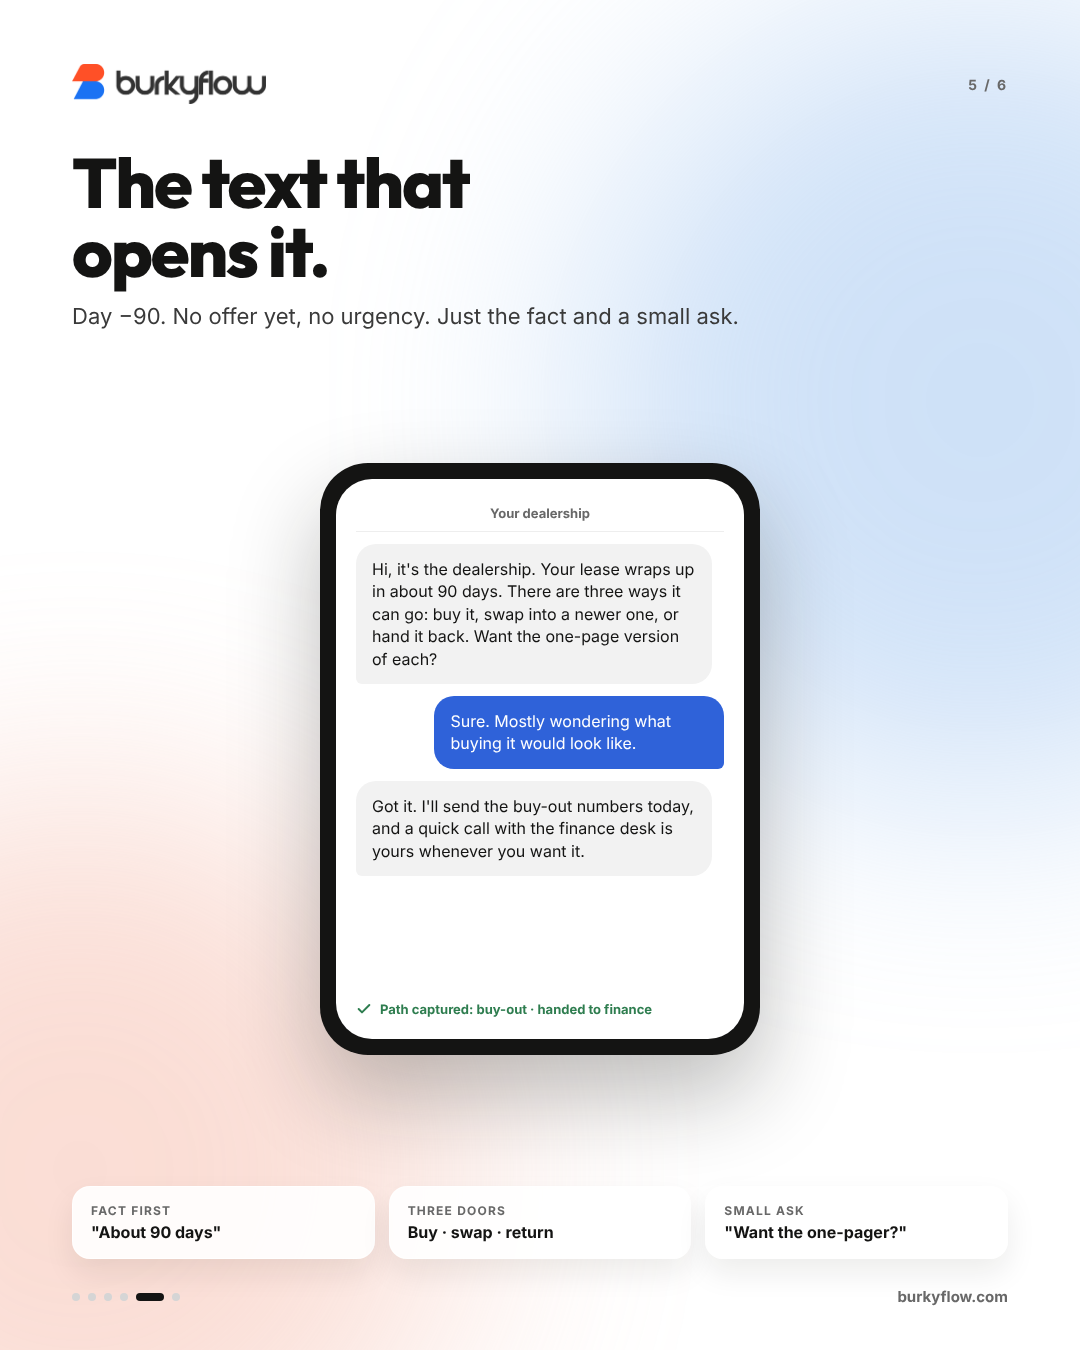 burkyflow
5 / 6
The text that
opens it.
Day −90. No offer yet, no urgency. Just the fact and a small ask.
Your dealership
Hi, it's the dealership. Your lease wraps up
in about 90 days. There are three ways it
can go: buy it, swap into a newer one, or
hand it back. Want the one-page version
of each?
Sure. Mostly wondering what
buying it would look like.
Got it. I'll send the buy-out numbers today,
and a quick call with the finance desk is
yours whenever you want it.
Path captured: buy-out · handed to finance
FACT FIRST
"About 90 days"
THREE DOORS
Buy · swap · return
SMALL ASK
"Want the one-pager?"
burkyflow.com